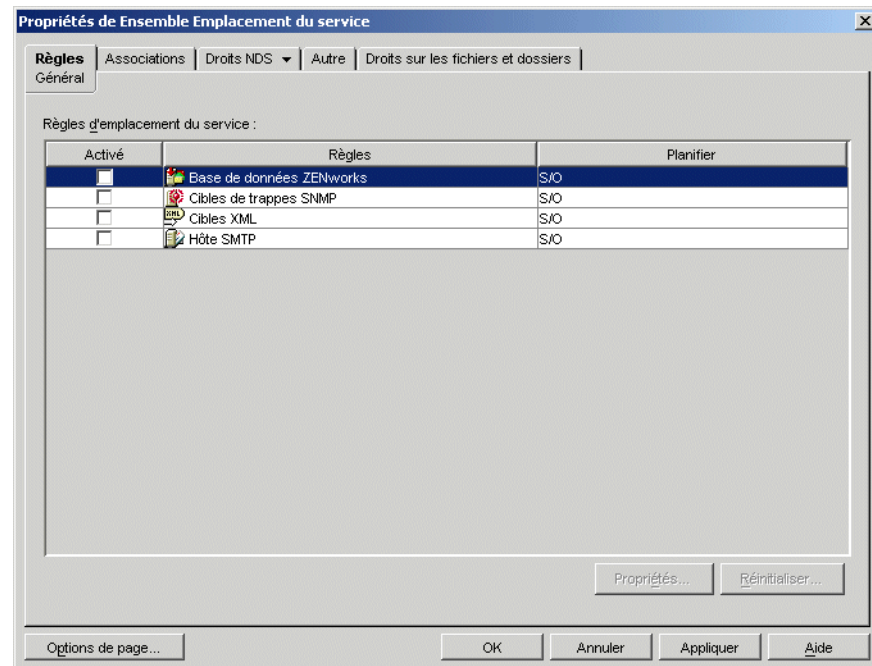 Propriétés de Ensemble Emplacement du service
Règles Associations Droits NDS Autre Droits sur les fichiers et dossiers
Général
Règles d'emplacement du service :
Activé Règles Planifier
Base de données ZENworks S/O
Cibles de trappes SNMP S/O
XML Cibles XML S/O
Hôte SMTP S/O
Propriétés... Réinitialiser...
Options de page... OK Annuler Appliquer Aide